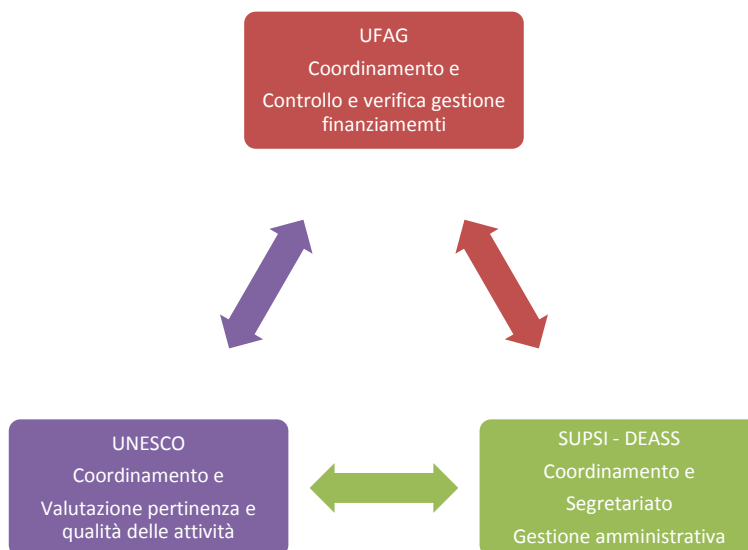 UFAG
Coordinamento e
Controllo e verifica gestione
finanziamemti
UNESCO
Coordinamento e
Valutazione pertinenza e
qualità delle attività
SUPSI - DEASS
Coordinamento e
Segretariato
Gestione amministrativa